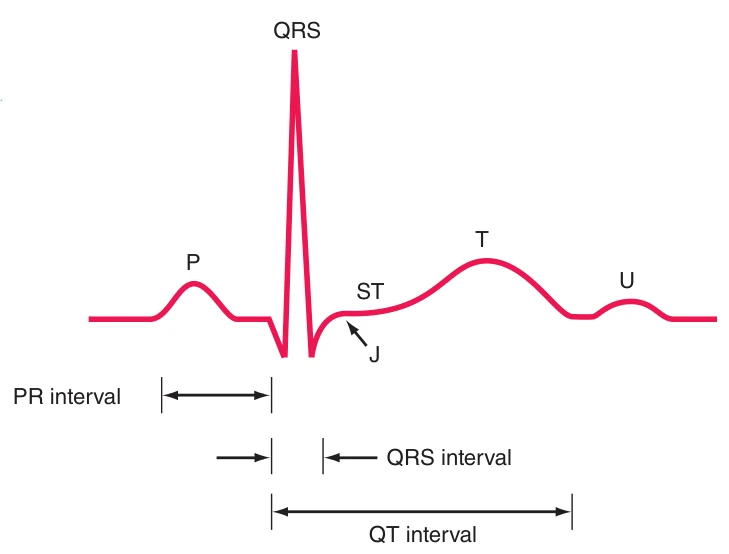 QRS
P
T
ST
U
J
PR interval
QRS interval
QT interval